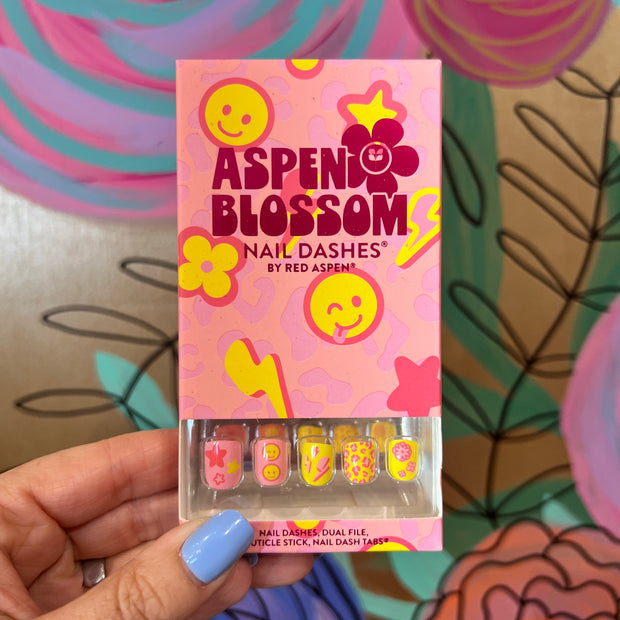 ASPEN
BLOSSOM
NAIL DASHES®
BY RED ASPEN®
NAIL DASHES, DUAL FILE,
UTICLE STICK, NAIL DASH TABS®